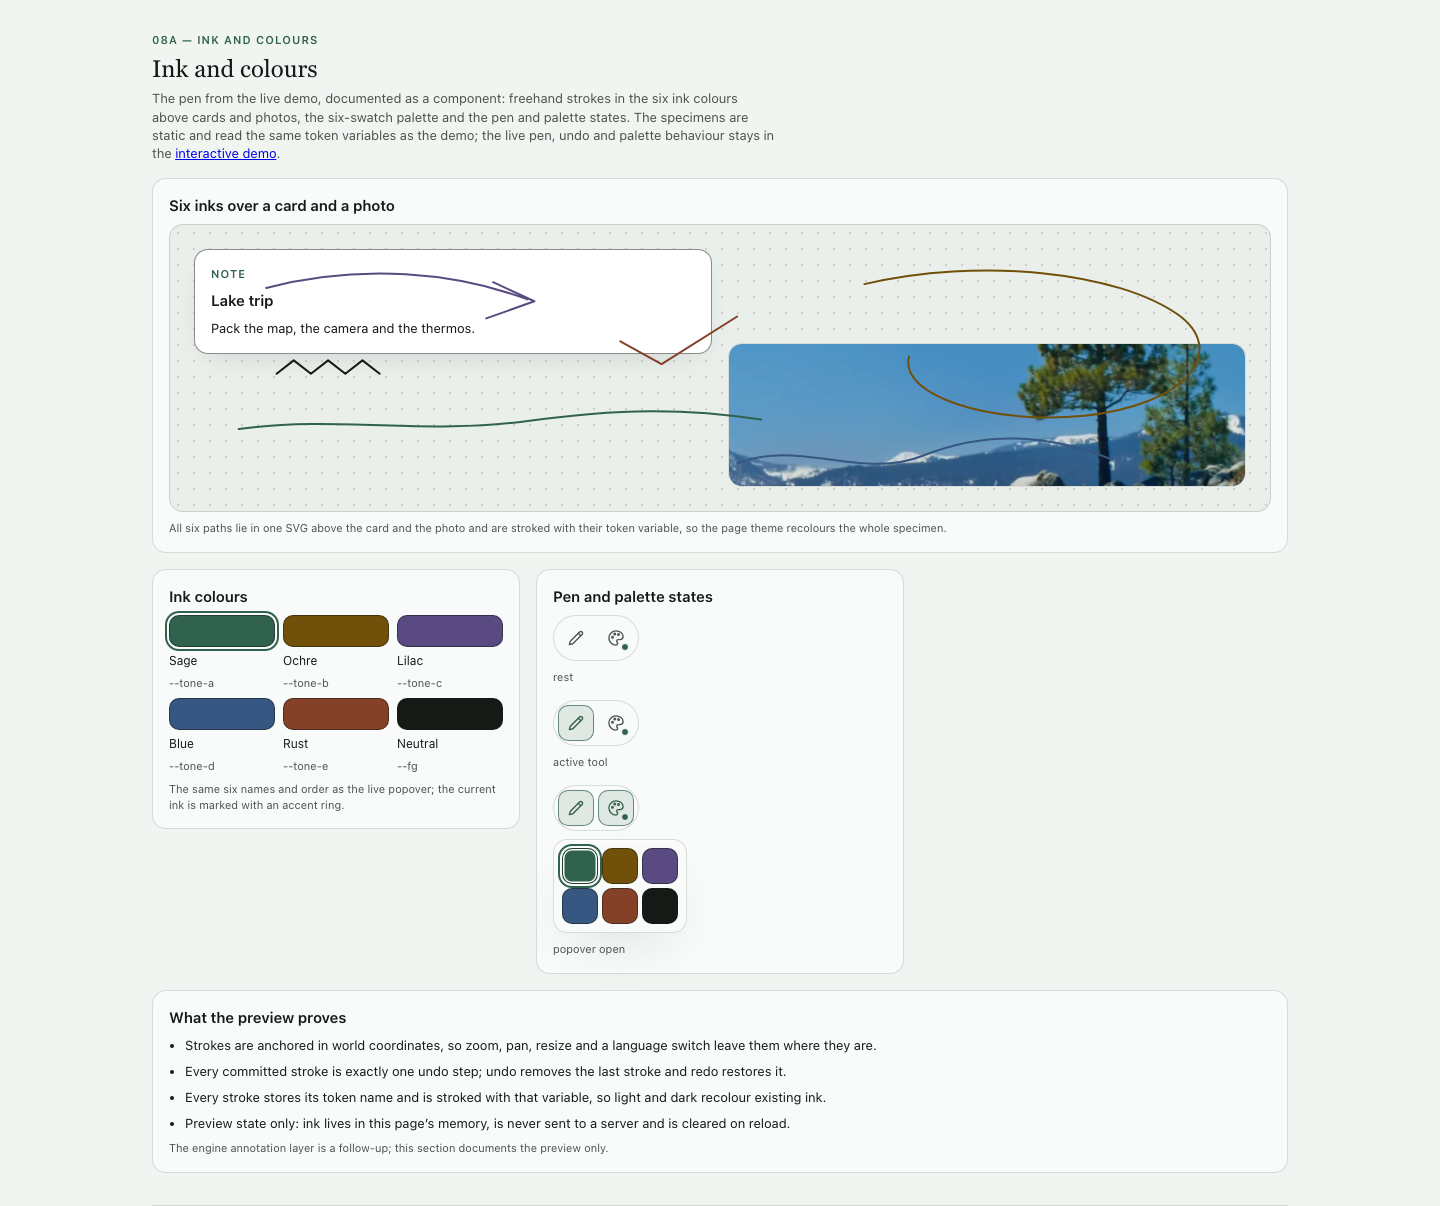 08A — INK AND COLOURS
Ink and colours
The pen from the live demo, documented as a component: freehand strokes in the six ink colours
above cards and photos, the six-swatch palette and the pen and palette states. The specimens are
static and read the same token variables as the demo; the live pen, undo and palette behaviour stays in
the interactive demo.
Six inks over a card and a photo
NOTE
Lake trip
Pack the map, the camera and the thermos.
All six paths lie in one SVG above the card and the photo and are stroked with their token variable, so the page theme recolours the whole specimen.
Ink colours
Sage
--tone-a
Ochre
--tone-b
Lilac
--tone-c
Blue
--tone-d
Rust
--tone-e
Neutral
--fg
The same six names and order as the live popover; the current
ink is marked with an accent ring.
Pen and palette states
rest
active tool
popover open
What the preview proves
• Strokes are anchored in world coordinates, so zoom, pan, resize and a language switch leave them where they are.
• Every committed stroke is exactly one undo step; undo removes the last stroke and redo restores it.
• Every stroke stores its token name and is stroked with that variable, so light and dark recolour existing ink.
• Preview state only: ink lives in this page’s memory, is never sent to a server and is cleared on reload.
The engine annotation layer is a follow-up; this section documents the preview only.